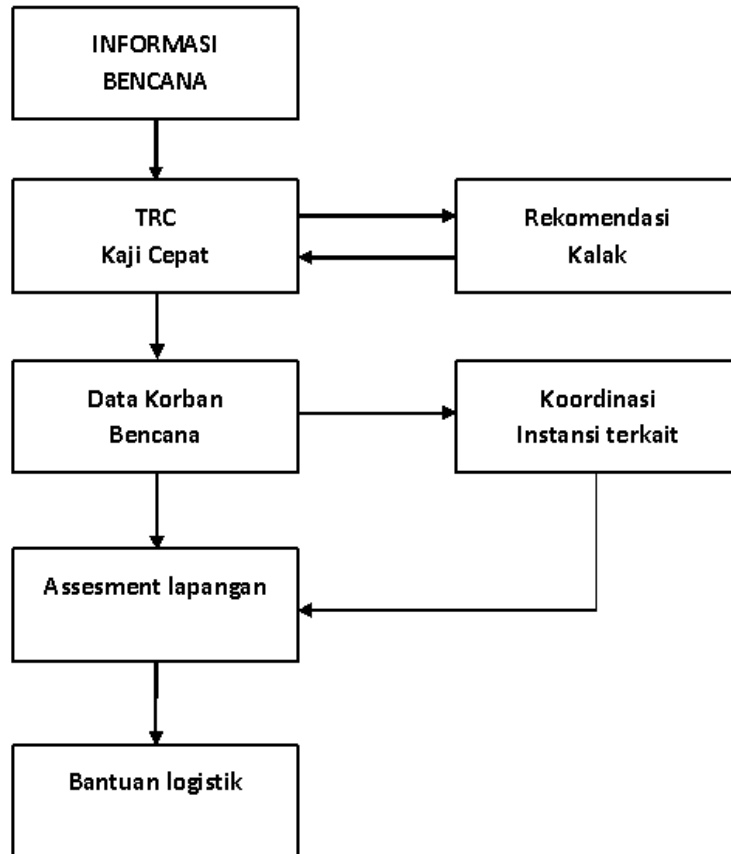 INFORMASI
BENCANA
TRC
Kaji Cepat
Rekomendasi
Kalak
Data Korban
Bencana
Koordinasi
Instansi terkait
Assesment lapangan
Bantuan logistik